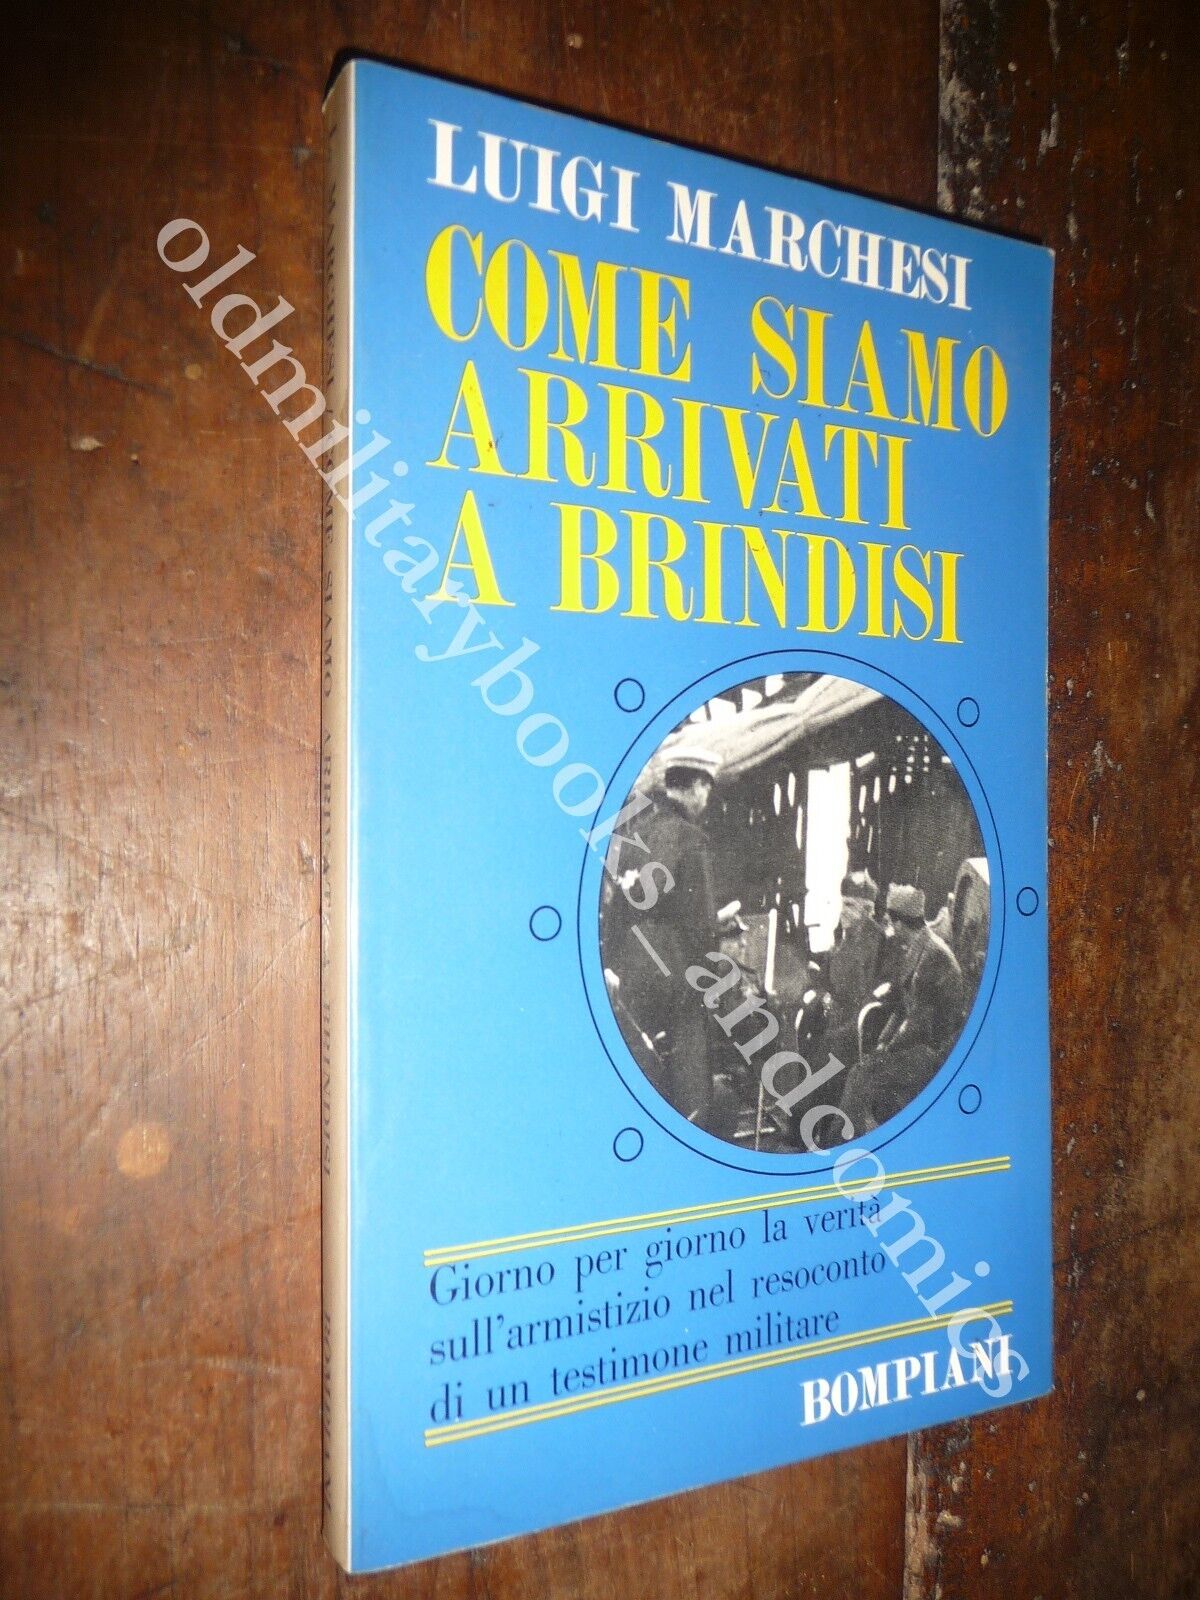 LUIGI MARCHESI
COME SIAMO
ARRIVATI
A BRINDISI
Giorno per giorno la verità
sull'armistizio nel resoconto
di un testimone militare
BOMPIANI
oldmilitarybooks_andcomics